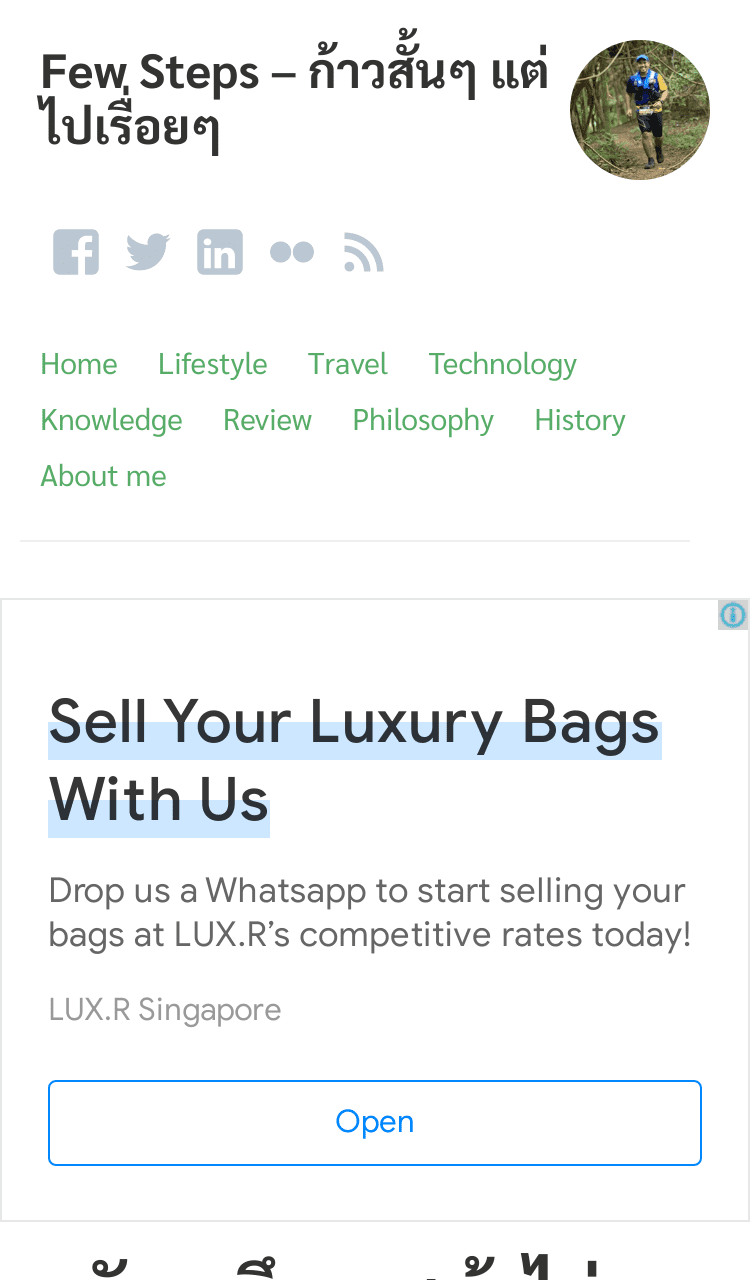 Few Steps – ก้าวสั้นๆ แต่
ไปเรื่อยๆ
Home Lifestyle Travel Technology
Knowledge Review Philosophy History
About me
Sell Your Luxury Bags
With Us
Drop us a Whatsapp to start selling your
bags at LUX.R’s competitive rates today!
LUX.R Singapore
Open